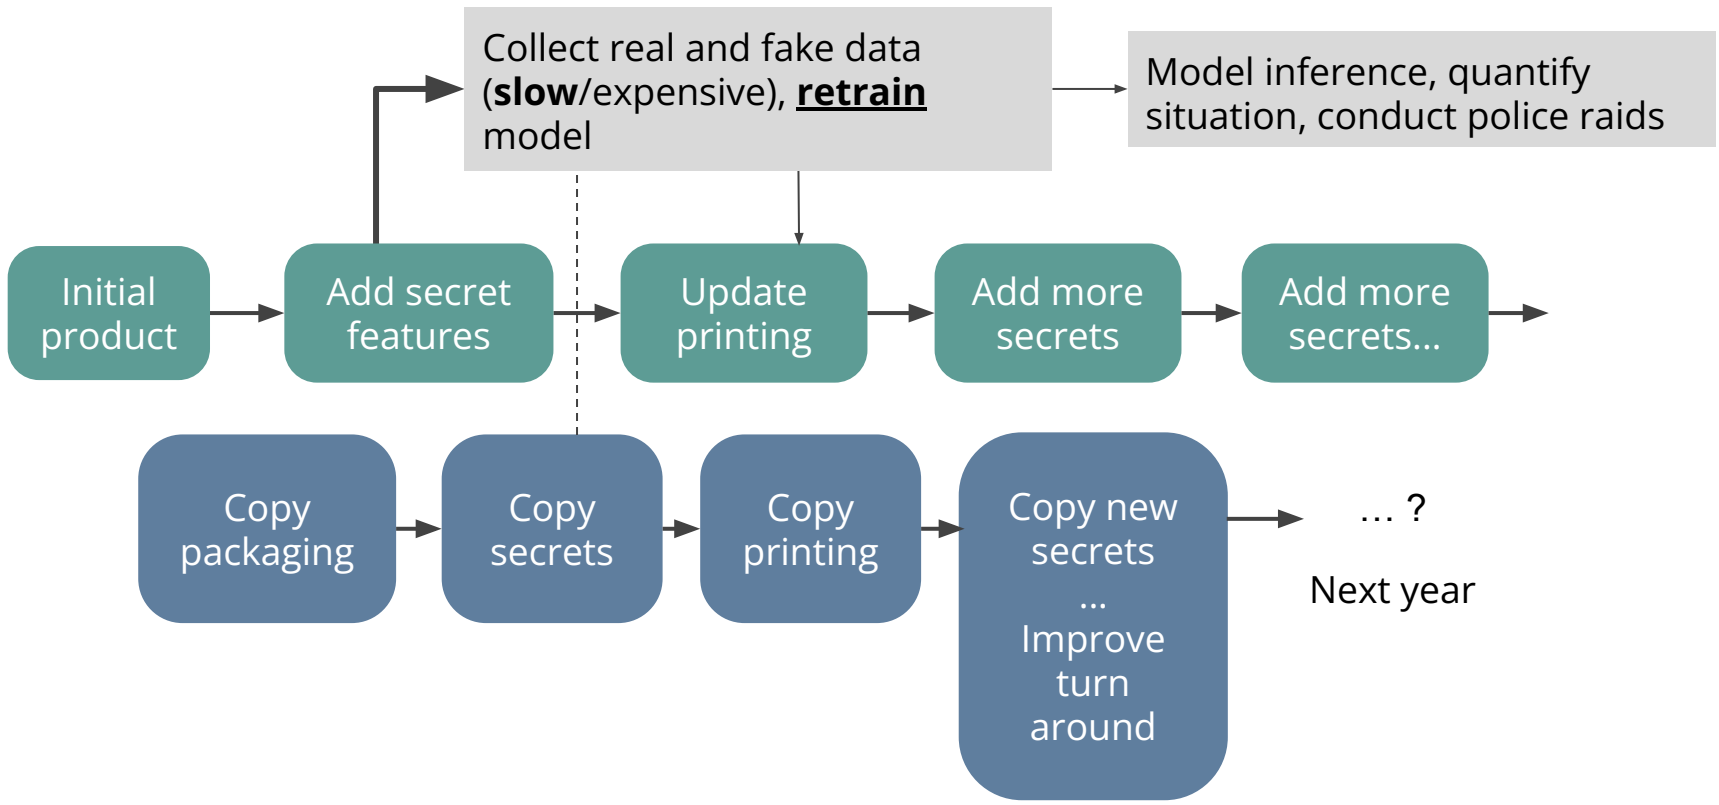 Collect real and fake data
(slow/expensive), retrain
model
Model inference, quantify
situation, conduct police raids
Initial
product
Add secret
features
Update
printing
Add more
secrets
Add more
secrets...
Copy
packaging
Copy
secrets
Copy
printing
Copy new
secrets
...
Improve
turn
around
... ?
Next year